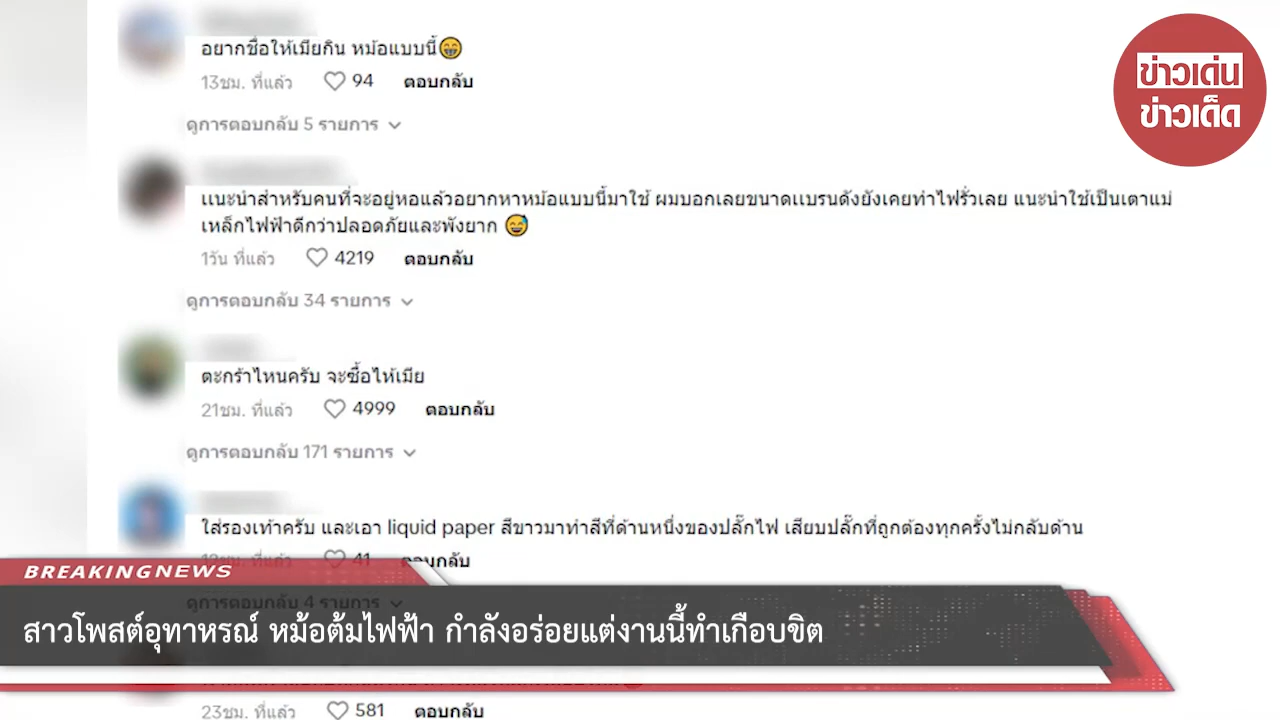 ข่าวเด่น
ข่าวเด็ด
อยากซื่อให้เมียกิน หม้อแบบนี้😁
13ชม. ที่แล้ว 94 ตอบกลับ
ดูการตอบกลับ 5 รายการ
แนะนำสำหรับคนที่จะอยู่หอแล้วอยากหาหม้อแบบนี้มาใช้ ผมบอกเลยขนาดแบรนดังยังเคยทำไฟรั่วเลย แนะนำใช้เป็นเตาแม่
เหล็กไฟฟ้าดีกว่าปลอดภัยและพังยาก 😅
1วัน ที่แล้ว 4219 ตอบกลับ
ดูการตอบกลับ 34 รายการ
ตะกร้าไหนครับ จะซื้อไห้เมีย
21ชม. ที่แล้ว 4999 ตอบกลับ
ดูการตอบกลับ 171 รายการ
ใส่รองเท้าครับ และเอา liquid paper สีขาวมาทำสีที่ด้านหนึ่งของปลั๊กไฟ เสียบปลั๊กที่ถูกต้องทุกครั้งไม่กลับด้าน
ที่แล้ว 41 ตอบกลับ
BREAKING NEWS
ดูการตอบกลับ 4 รายการ
สาวโพสต์อุทาหรณ์ หม้อต้มไฟฟ้า กำลังอร่อยแต่งานนี้ทำเกือบขิต
23ชม. ที่แล้ว 581 ตอบกลับ